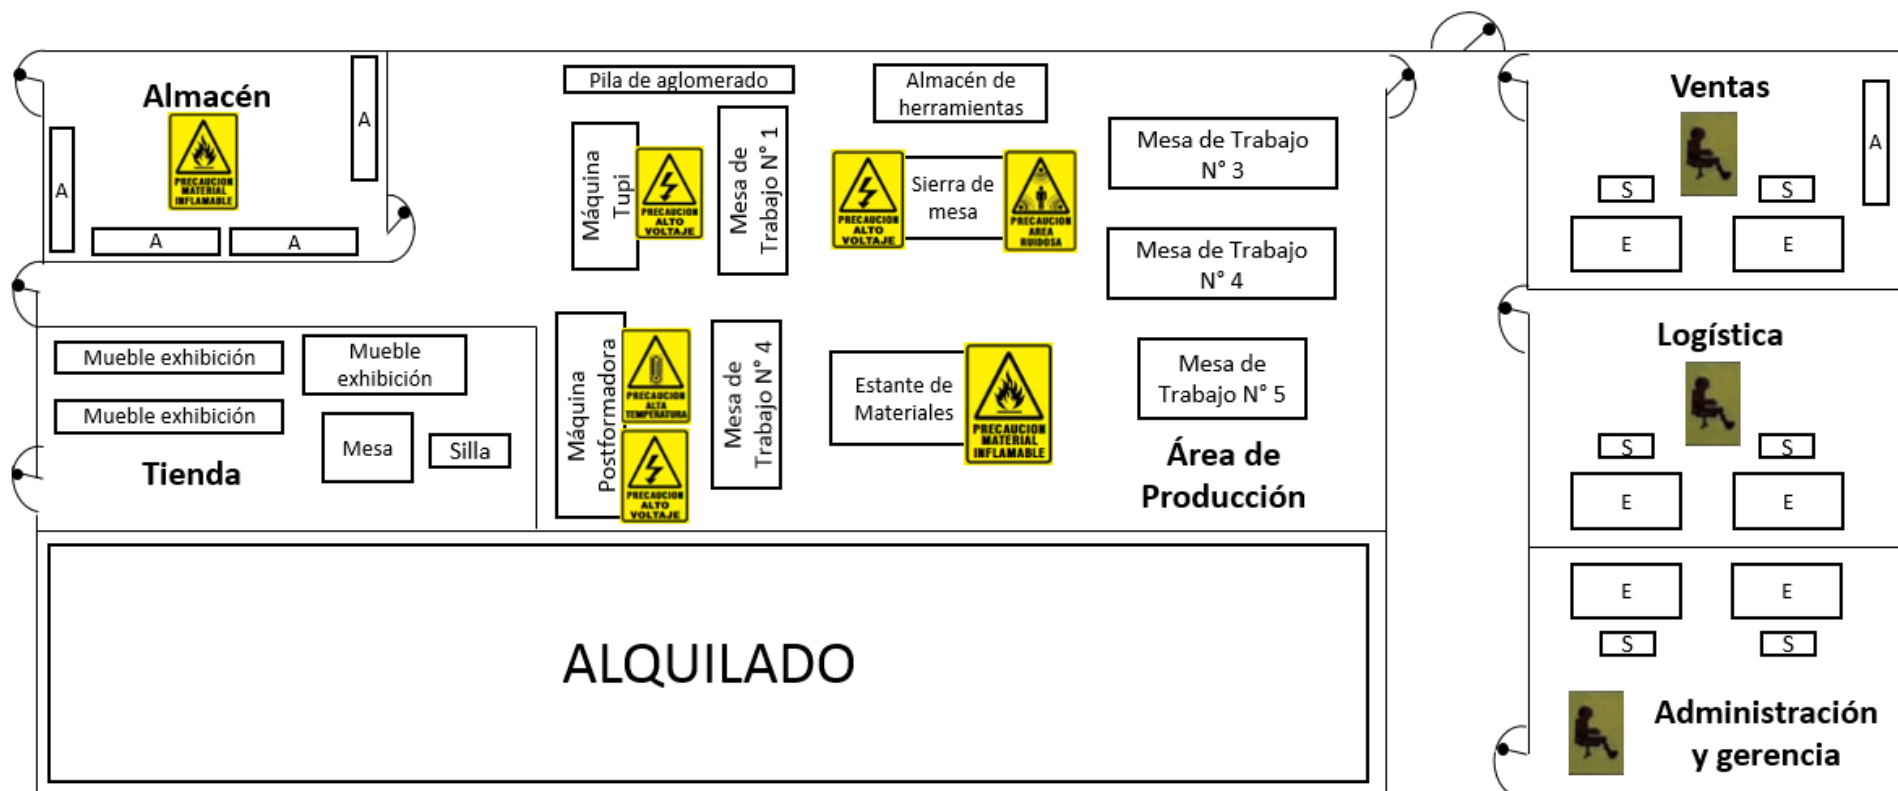 Almacén
PRECAUCION
MATERIAL
INFLAMABLE
A
A
A
A
Pila de aglomerado
Máquina
Tupi
PRECAUCION
ALTO
VOLTAJE
Mesa de
Trabajo N° 1
Almacén de
herramientas
PRECAUCION
ALTO
VOLTAJE
Sierra de
mesa
PRECAUCION
AREA
RUIDOSA
Mesa de Trabajo
N° 3
Mesa de Trabajo
N° 4
Mueble exhibición
Mueble
exhibición
Mueble exhibición
Mesa
Silla
Tienda
Máquina
Postformadora
PRECAUCION
ALTA
TEMPERATURA
PRECAUCION
ALTO
VOLTAJE
Mesa de
Trabajo N° 4
Estante de
Materiales
PRECAUCION
MATERIAL
INFLAMABLE
Mesa de
Trabajo N° 5
Área de
Producción
ALQUILADO
Ventas
A
S
S
E
E
Logística
S
S
E
E
E
E
S
S
Administración
y gerencia